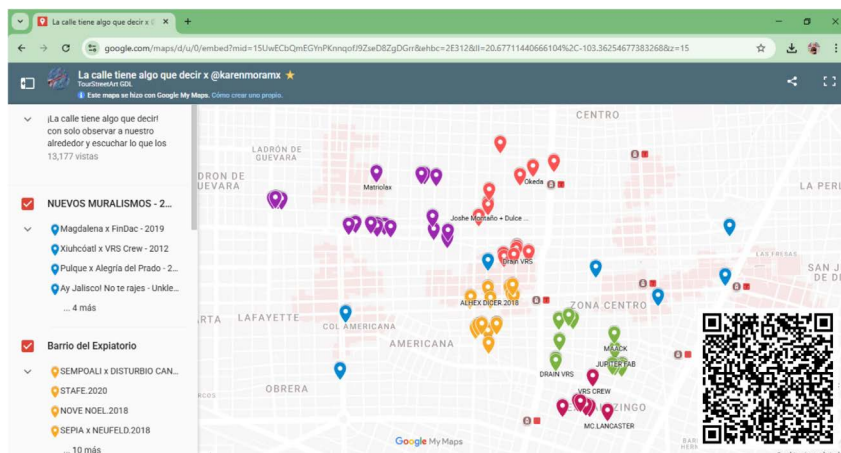 La calle tiene algo que decir x
google.com/maps/d/u/0/embed?mid=15UwECbQmEGYnPKnnqofJ9ZseD8ZgDGrr&ehbc=2E312&ll=20.67711440666104%2C-103.36254677383268&z=15
La calle tiene algo que decir x @karenmoramx
TourStreetArt GDL
Este mapa se hizo con Google My Maps. Cómo crear uno propio.
¡La calle tiene algo que decir!
con solo observar a nuestro
alrededor y escuchar lo que los
13,177 vistas
NUEVOS MURALISMOS - 2...
Magdalena x FinDac - 2019
Xiuhcóatl x VRS Crew - 2012
Pulque x Alegría del Prado - 2...
Ay Jalisco! No te rajes - Unkle...
... 4 más
Barrio del Expiatorio
SEMPOALI x DISTURBIO CAN...
STAFE.2020
NOVE NOEL.2018
SEPIA x NEUFELD.2018
... 10 más
CENTRO
LADRÓN DE
GUEVARA
DRON DE
UEVARA
Matriolax
Okeda
LA PERL
Joshe Montaño + Dulce ...
Drain VRS
LAS FRESAS
SAN J
DE DI
ALHEX DICER.2018
ZONA CENTRO
ARTA
LAFAYETTE
COL AMERICANA
AMERICANA
MAACK
JUPITER FAB
DRAIN VRS
OBRERA
VRS CREW
MC.LANCASTER
Google My Maps